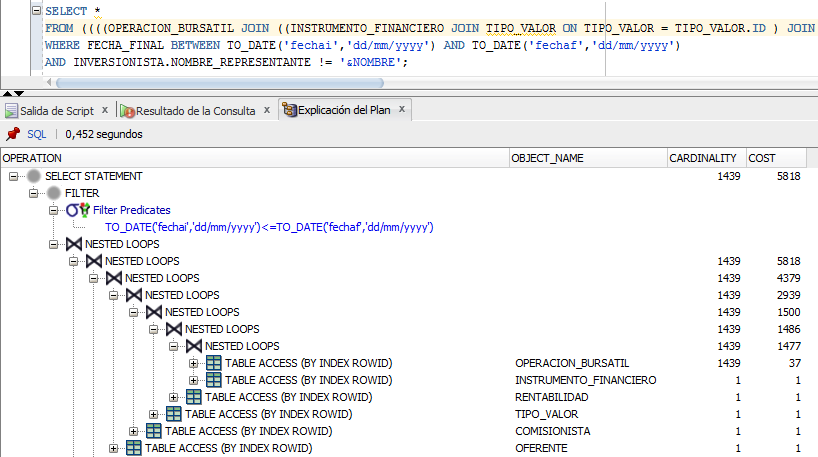 SELECT *
FROM ((((OPERACION_BURSATIL JOIN ((INSTRUMENTO_FINANCIERO JOIN TIPO_VALOR ON TIPO_VALOR = TIPO_VALOR.ID ) JOIN
WHERE FECHA_FINAL BETWEEN TO_DATE('fechai','dd/mm/yyyy') AND TO_DATE('fechaf','dd/mm/yyyy')
AND INVERSIONISTA.NOMBRE_REPRESENTANTE != '&NOMBRE';
Salida de Script x Resultado de la Consulta x Explicación del Plan x
SQL | 0,452 segundos
OPERATION OBJECT_NAME CARDINALITY COST
SELECT STATEMENT 1439 5818
FILTER
Filter Predicates
TO_DATE('fechai','dd/mm/yyyy')<=TO_DATE('fechaf','dd/mm/yyyy')
NESTED LOOPS
NESTED LOOPS 1439 5818
NESTED LOOPS 1439 4379
NESTED LOOPS 1439 2939
NESTED LOOPS 1439 1500
NESTED LOOPS 1439 1486
NESTED LOOPS 1439 1477
TABLE ACCESS (BY INDEX ROWID) OPERACION_BURSATIL 1439 37
TABLE ACCESS (BY INDEX ROWID) INSTRUMENTO_FINANCIERO 1 1
TABLE ACCESS (BY INDEX ROWID) RENTABILIDAD 1 1
TABLE ACCESS (BY INDEX ROWID) TIPO_VALOR 1 1
TABLE ACCESS (BY INDEX ROWID) COMISIONISTA 1 1
TABLE ACCESS (BY INDEX ROWID) OFERENTE 1 1